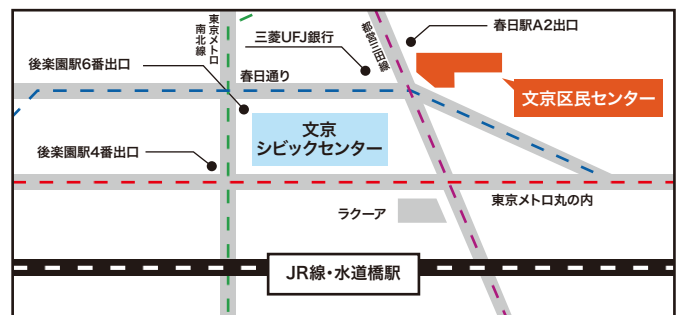 東京メトロ
南北線
三菱UFJ銀行
都営三田線
春日駅A2出口
後楽園駅6番出口
春日通り
文京区民センター
文京
シビックセンター
後楽園駅4番出口
東京メトロ丸の内
ラクーア
JR線・水道橋駅